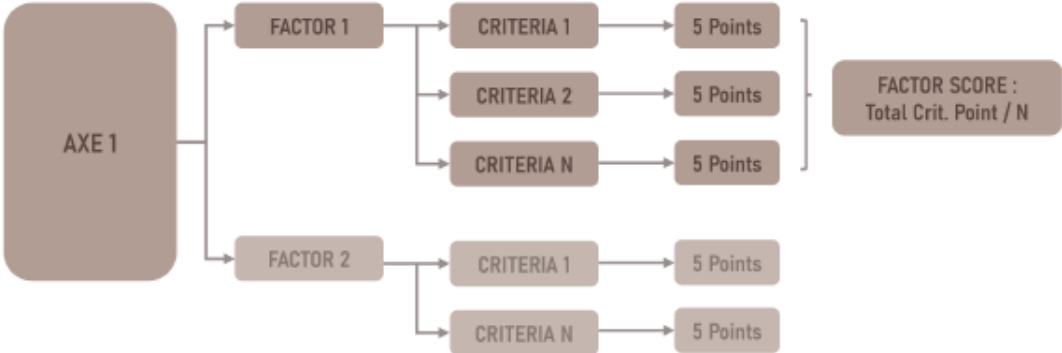 AXE 1
FACTOR 1
CRITERIA 1
5 Points
CRITERIA 2
5 Points
CRITERIA N
5 Points
FACTOR SCORE :
Total Crit. Point / N
FACTOR 2
CRITERIA 1
5 Points
CRITERIA N
5 Points